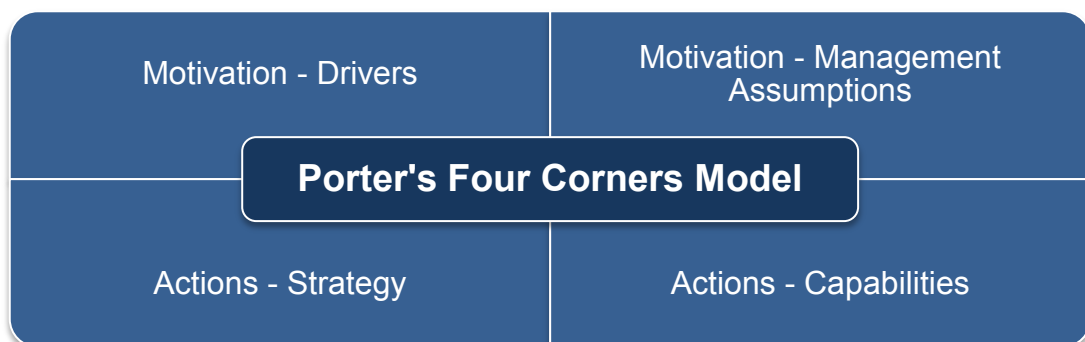 Motivation - Drivers
Motivation - Management
Assumptions
Porter's Four Corners Model
Actions - Strategy
Actions - Capabilities